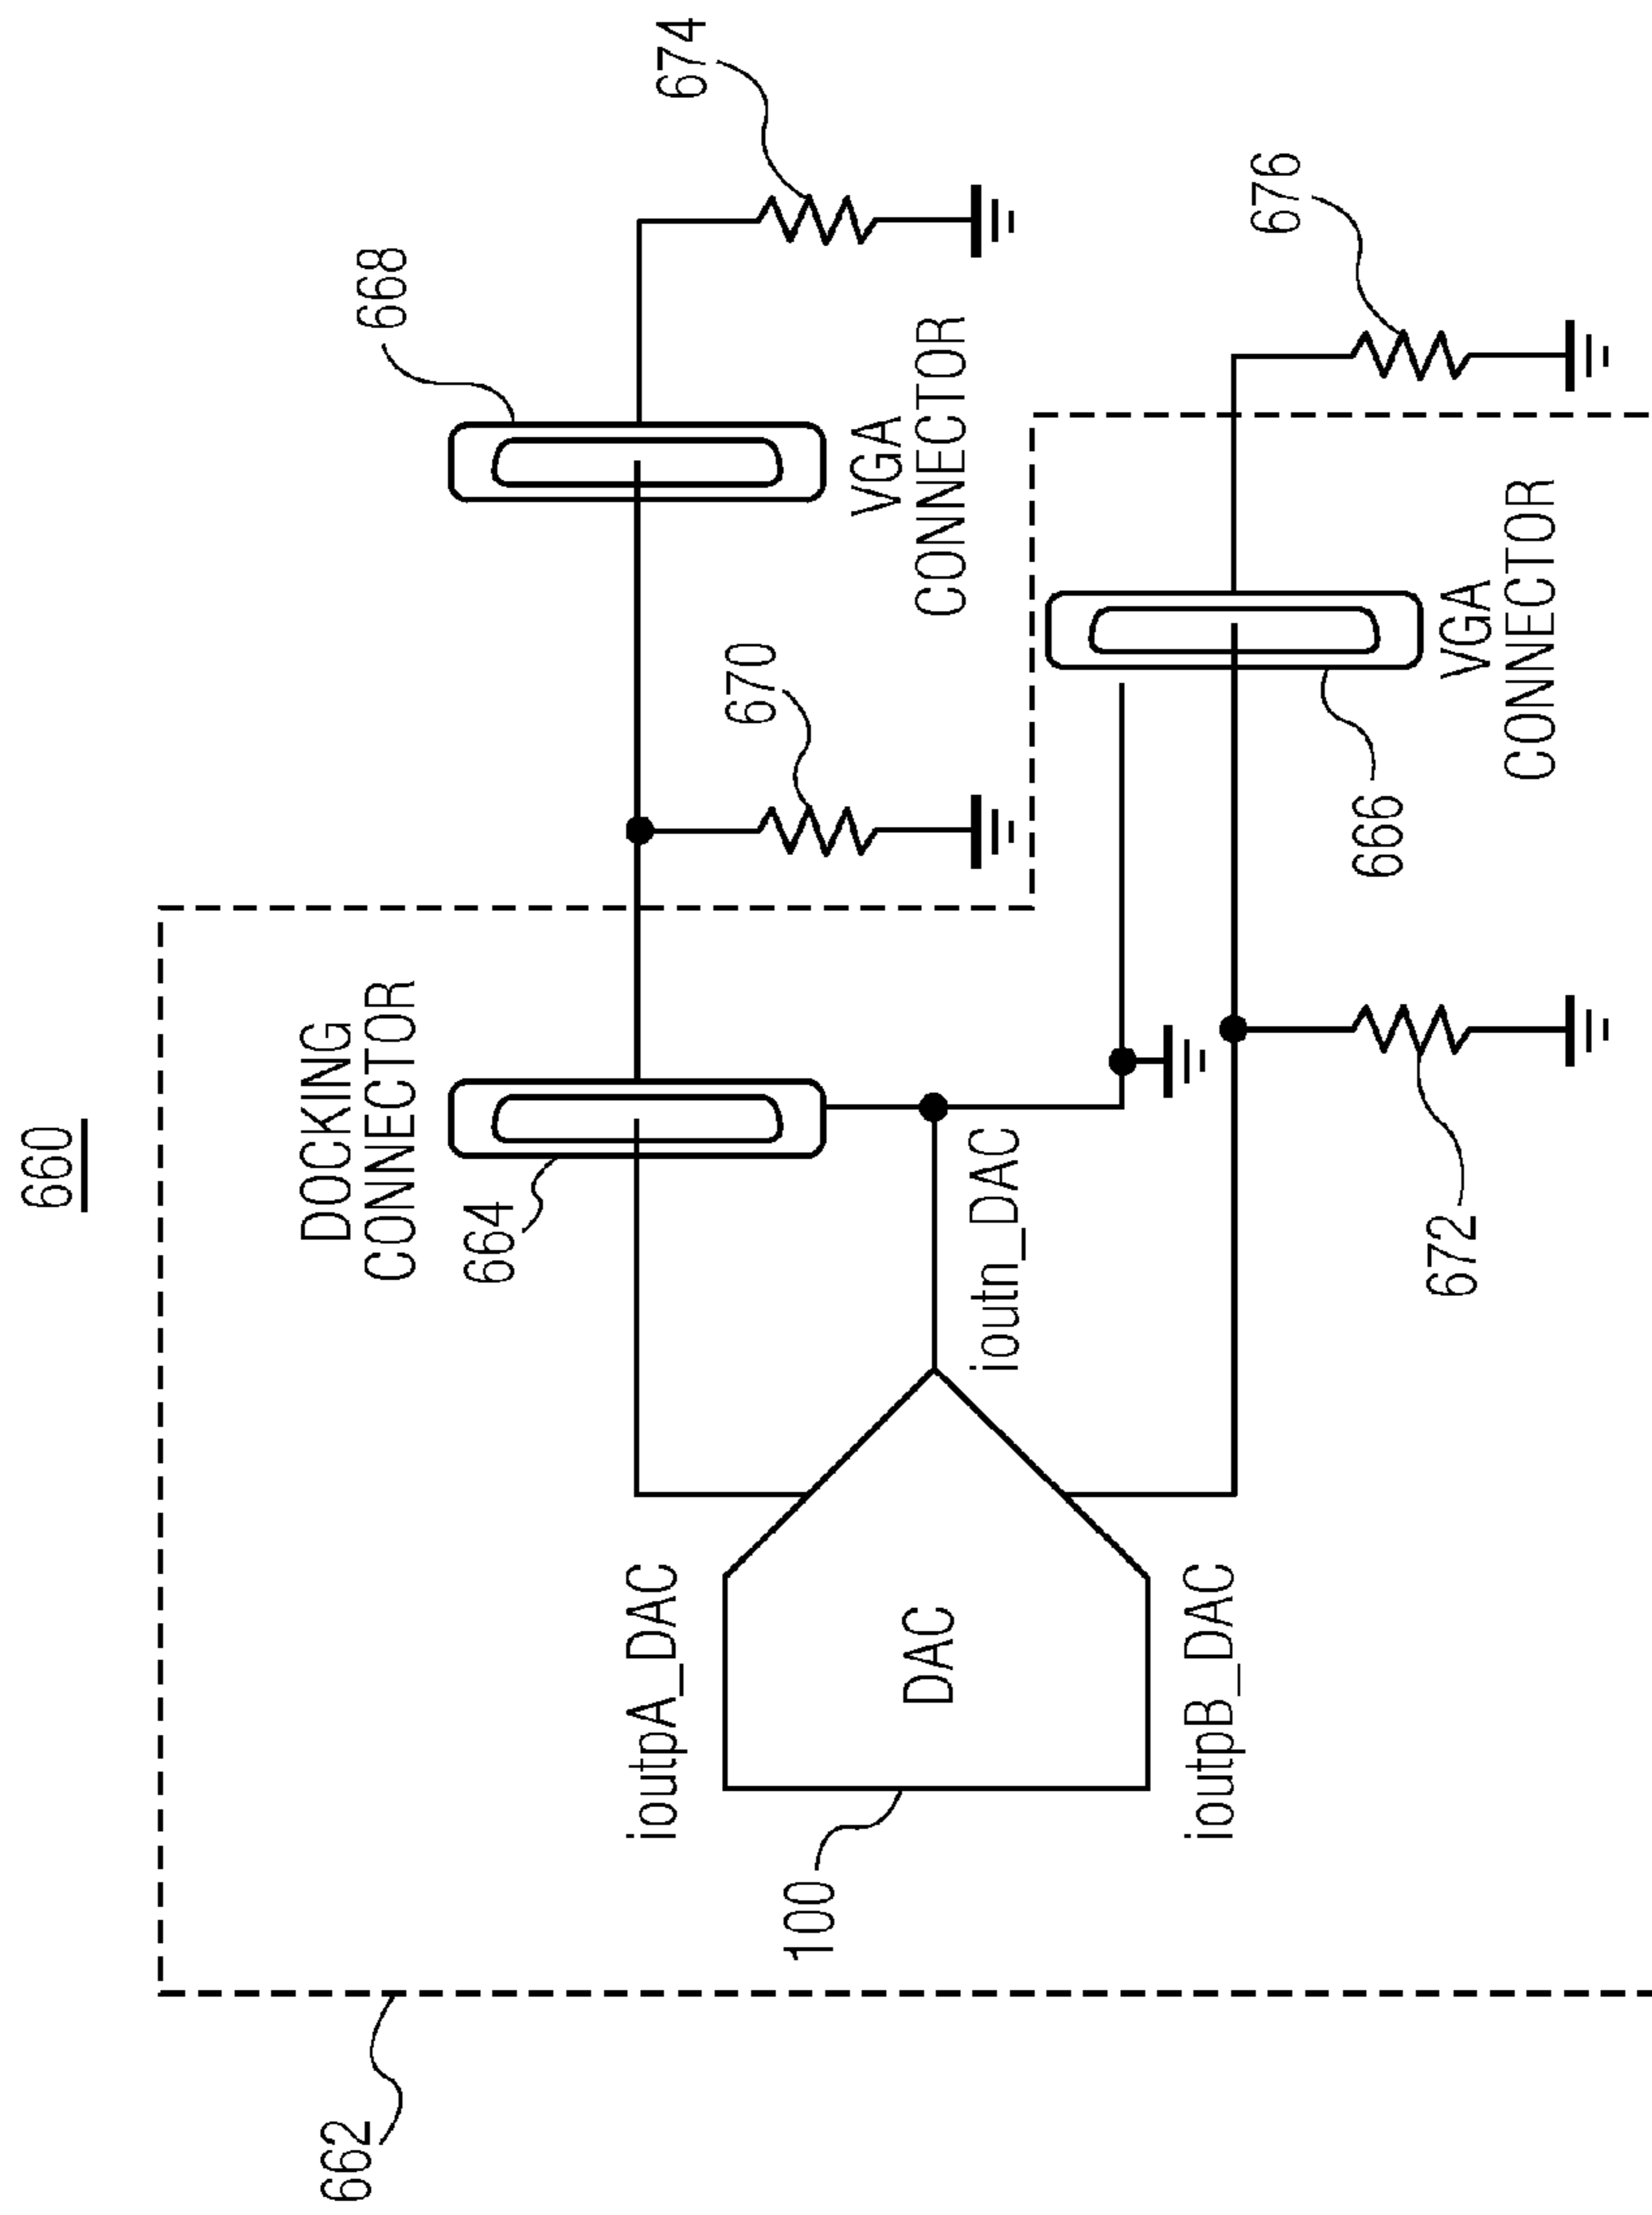 660
662
DOCKING
CONNECTOR
664
668
674
670
VGA
CONNECTOR
ioutpA_DAC
100
DAC
ioutn_DAC
ioutpB_DAC
676
666
VGA
CONNECTOR
672